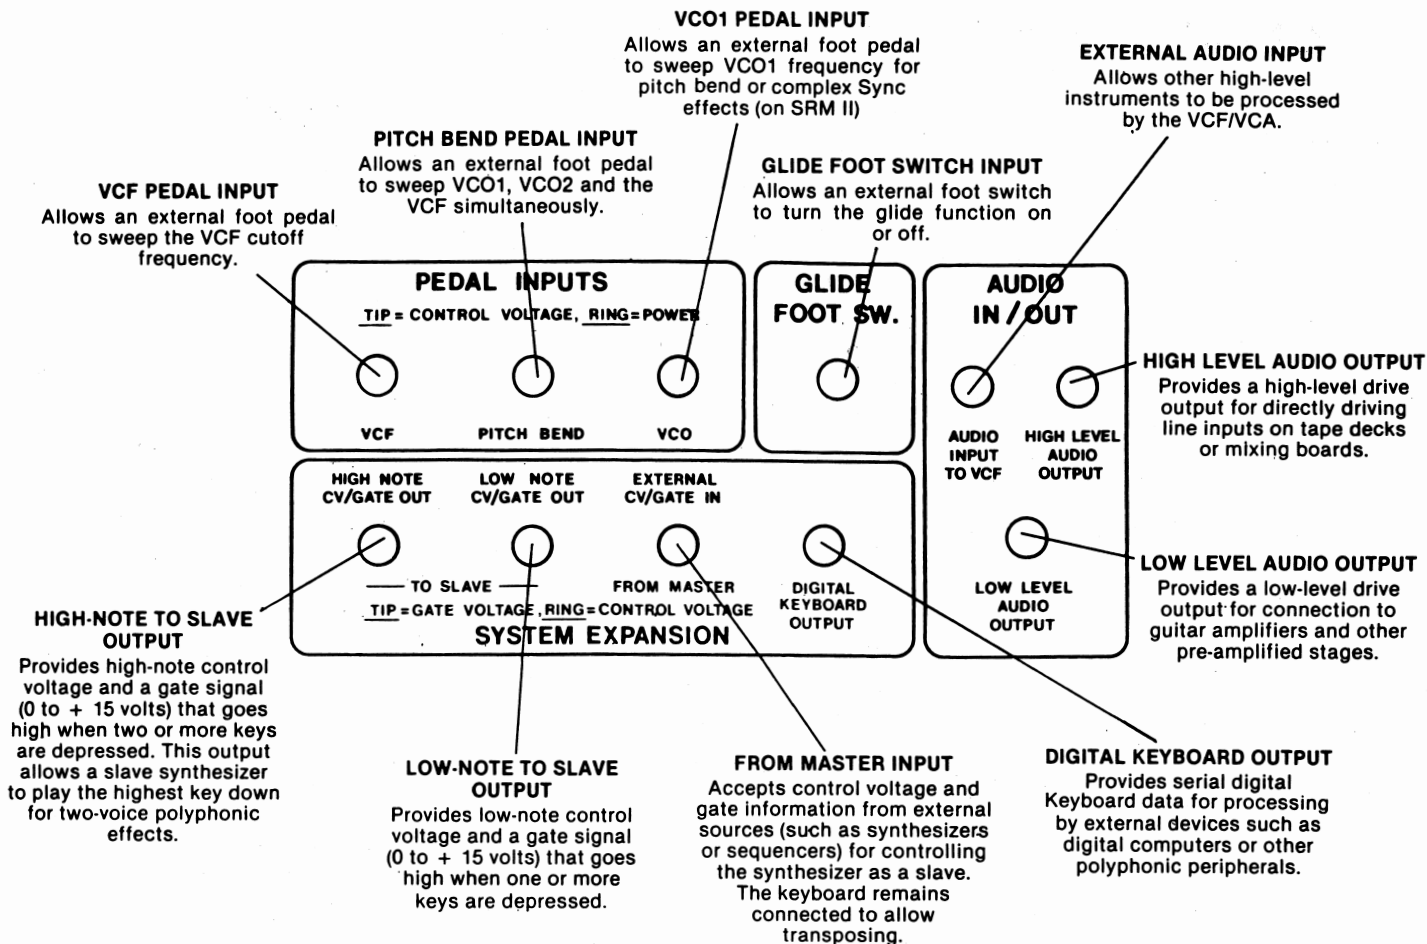 VCO1 PEDAL INPUT
Allows an external foot pedal
to sweep VCO1 frequency for
pitch bend or complex Sync
effects (on SRM II)
EXTERNAL AUDIO INPUT
Allows other high-level
instruments to be processed
by the VCF/VCA.
PITCH BEND PEDAL INPUT
Allows an external foot pedal
to sweep VCO1, VCO2 and the
VCF simultaneously.
GLIDE FOOT SWITCH INPUT
Allows an external foot switch
to turn the glide function on
or off.
VCF PEDAL INPUT
Allows an external foot pedal
to sweep the VCF cutoff
frequency.
PEDAL INPUTS
TIP = CONTROL VOLTAGE, RING = POWER
VCF
PITCH BEND
VCO
GLIDE
FOOT SW.
AUDIO
IN / OUT
AUDIO
INPUT
TO VCF
HIGH LEVEL
AUDIO
OUTPUT
LOW LEVEL
AUDIO
OUTPUT
HIGH LEVEL AUDIO OUTPUT
Provides a high-level drive
output for directly driving
line inputs on tape decks
or mixing boards.
HIGH NOTE
CV/GATE OUT
LOW NOTE
CV/GATE OUT
EXTERNAL
CV/GATE IN
TO SLAVE
FROM MASTER
TIP = GATE VOLTAGE, RING = CONTROL VOLTAGE
DIGITAL
KEYBOARD
OUTPUT
SYSTEM EXPANSION
LOW LEVEL AUDIO OUTPUT
Provides a low-level drive
output for connection to
guitar amplifiers and other
pre-amplified stages.
HIGH-NOTE TO SLAVE
OUTPUT
Provides high-note control
voltage and a gate signal
(0 to + 15 volts) that goes
high when two or more keys
are depressed. This output
allows a slave synthesizer
to play the highest key down
for two-voice polyphonic
effects.
LOW-NOTE TO SLAVE
OUTPUT
Provides low-note control
voltage and a gate signal
(0 to + 15 volts) that goes
high when one or more
keys are depressed.
FROM MASTER INPUT
Accepts control voltage and
gate information from external
sources (such as synthesizers
or sequencers) for controlling
the synthesizer as a slave.
The keyboard remains
connected to allow
transposing.
DIGITAL KEYBOARD OUTPUT
Provides serial digital
Keyboard data for processing
by external devices such as
digital computers or other
polyphonic peripherals.